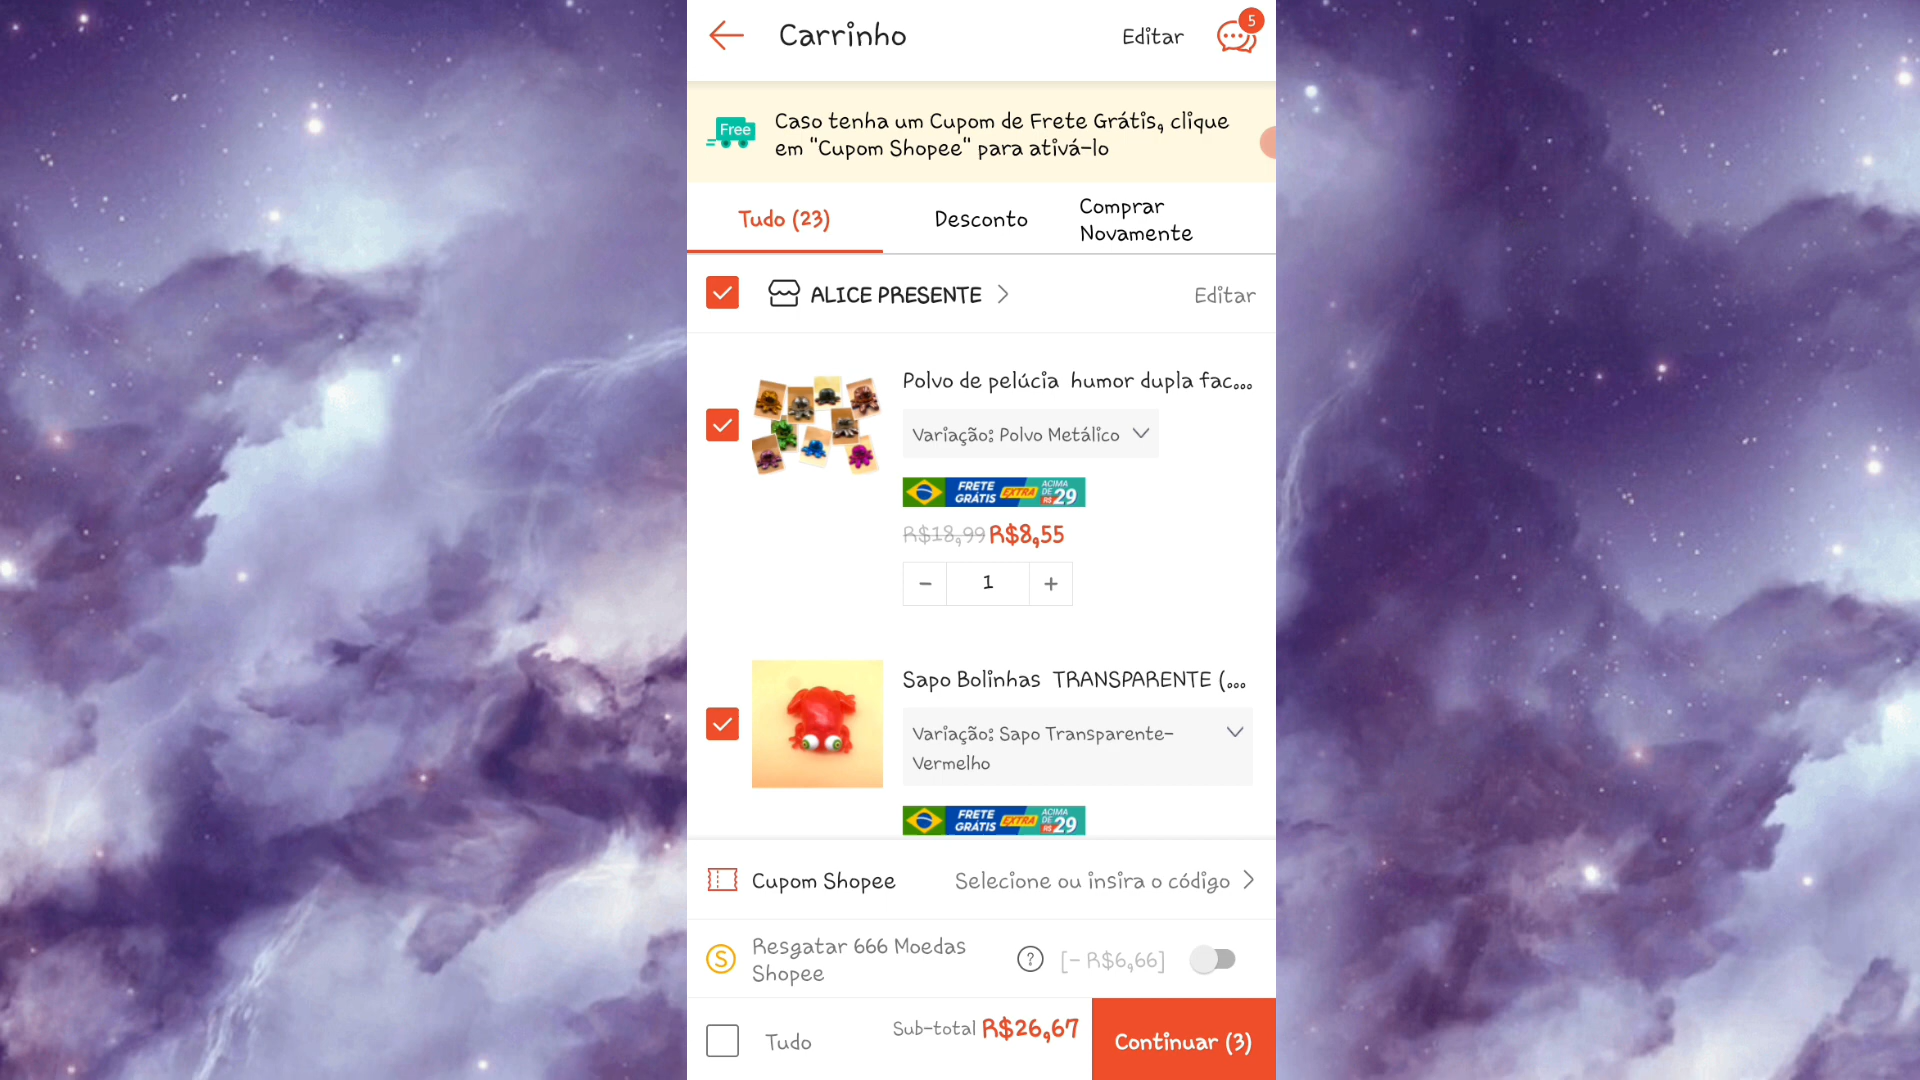 Carrinho
Editar
5
Free
Caso tenha um Cupom de Frete Grátis, clique
em "Cupom Shopee" para ativá-lo
Tudo (23)
Desconto
Comprar
Novamente
ALICE PRESENTE
Editar
Polvo de pelúcia humor dupla fac...
Variação: Polvo Metálico
FRETE
GRÁTIS
EXTRA
ACIMA
DE
R$
29
R$18,99 R$8,55
- 1 +
Sapo Bolinhas TRANSPARENTE (...
Variação: Sapo Transparente-
Vermelho
FRETE
GRÁTIS
EXTRA
ACIMA
DE
R$
29
Cupom Shopee
Selecione ou insira o código
S
Resgatar 666 Moedas
Shopee
?
[- R$6,66]
Tudo
Sub-total R$26,67
Continuar (3)